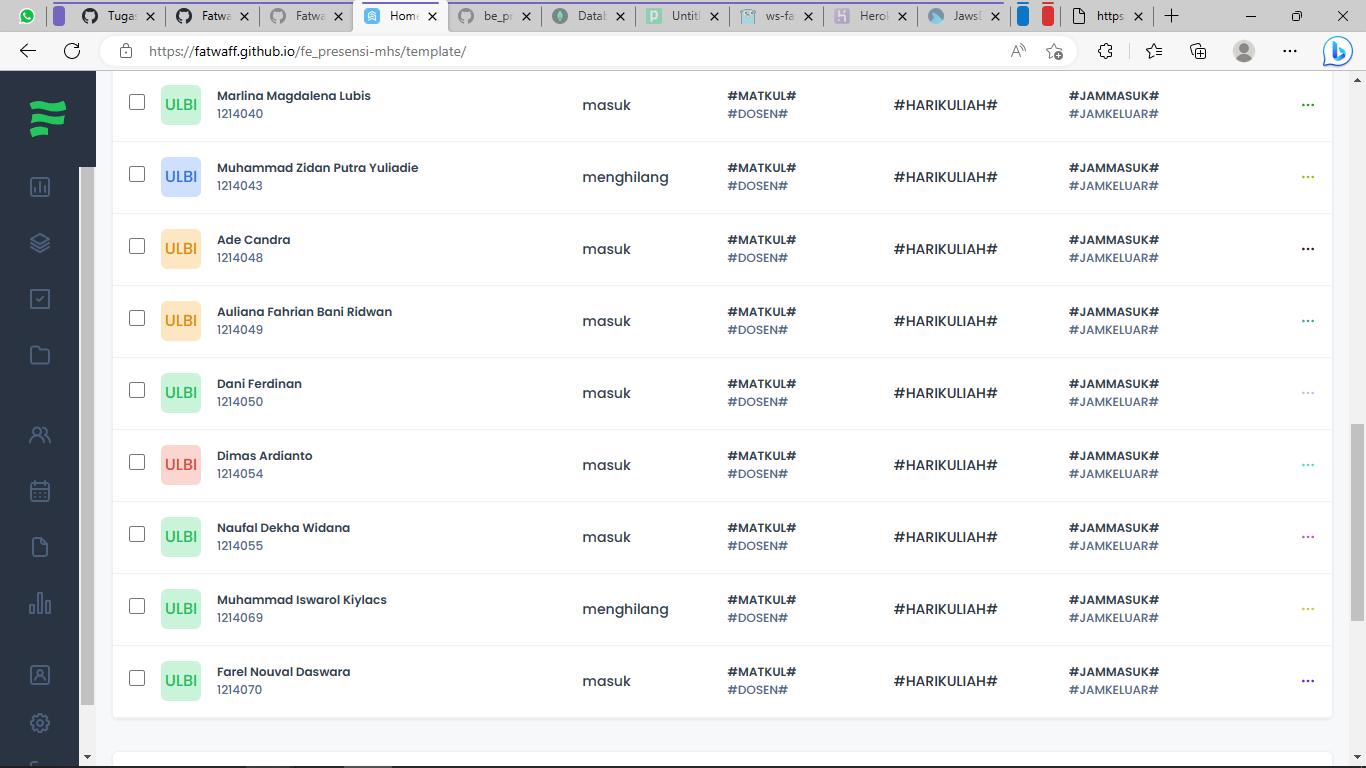 Tugas
Fatwa
Fatwa
Home
be_pr
Datab
Untitl
ws-fa
Herok
JawsD
https
https://fatwaff.github.io/fe_presensi-mhs/template/
ULBI
Marlina Magdalena Lubis
1214040
masuk
#MATKUL#
#DOSEN#
#HARIKULIAH#
#JAMMASUK#
#JAMKELUAR#
ULBI
Muhammad Zidan Putra Yuliadie
1214043
menghilang
#MATKUL#
#DOSEN#
#HARIKULIAH#
#JAMMASUK#
#JAMKELUAR#
ULBI
Ade Candra
1214048
masuk
#MATKUL#
#DOSEN#
#HARIKULIAH#
#JAMMASUK#
#JAMKELUAR#
ULBI
Auliana Fahrian Bani Ridwan
1214049
masuk
#MATKUL#
#DOSEN#
#HARIKULIAH#
#JAMMASUK#
#JAMKELUAR#
ULBI
Dani Ferdinan
1214050
masuk
#MATKUL#
#DOSEN#
#HARIKULIAH#
#JAMMASUK#
#JAMKELUAR#
ULBI
Dimas Ardianto
1214054
masuk
#MATKUL#
#DOSEN#
#HARIKULIAH#
#JAMMASUK#
#JAMKELUAR#
ULBI
Naufal Dekha Widana
1214055
masuk
#MATKUL#
#DOSEN#
#HARIKULIAH#
#JAMMASUK#
#JAMKELUAR#
ULBI
Muhammad Iswarol Kiylacs
1214069
menghilang
#MATKUL#
#DOSEN#
#HARIKULIAH#
#JAMMASUK#
#JAMKELUAR#
ULBI
Farel Nouval Daswara
1214070
masuk
#MATKUL#
#DOSEN#
#HARIKULIAH#
#JAMMASUK#
#JAMKELUAR#